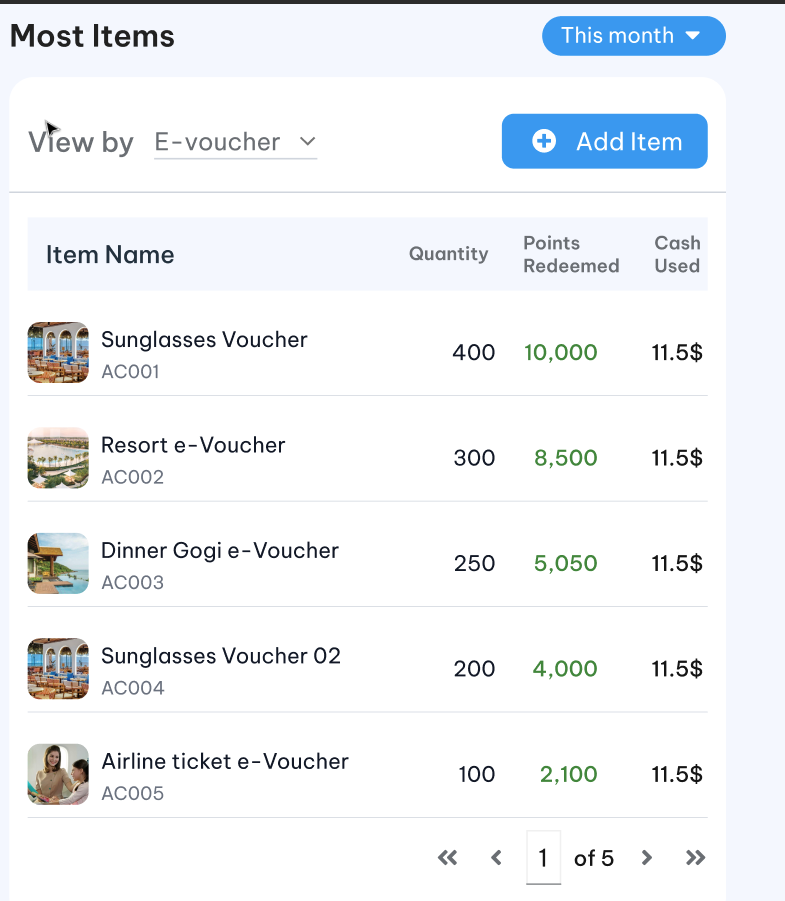 Most Items
This month
View by E-voucher
Add Item
Item Name Quantity Points Redeemed Cash Used
Sunglasses Voucher 400 10,000 11.5$
AC001
Resort e-Voucher 300 8,500 11.5$
AC002
Dinner Gogi e-Voucher 250 5,050 11.5$
AC003
Sunglasses Voucher 02 200 4,000 11.5$
AC004
Airline ticket e-Voucher 100 2,100 11.5$
AC005
1 of 5